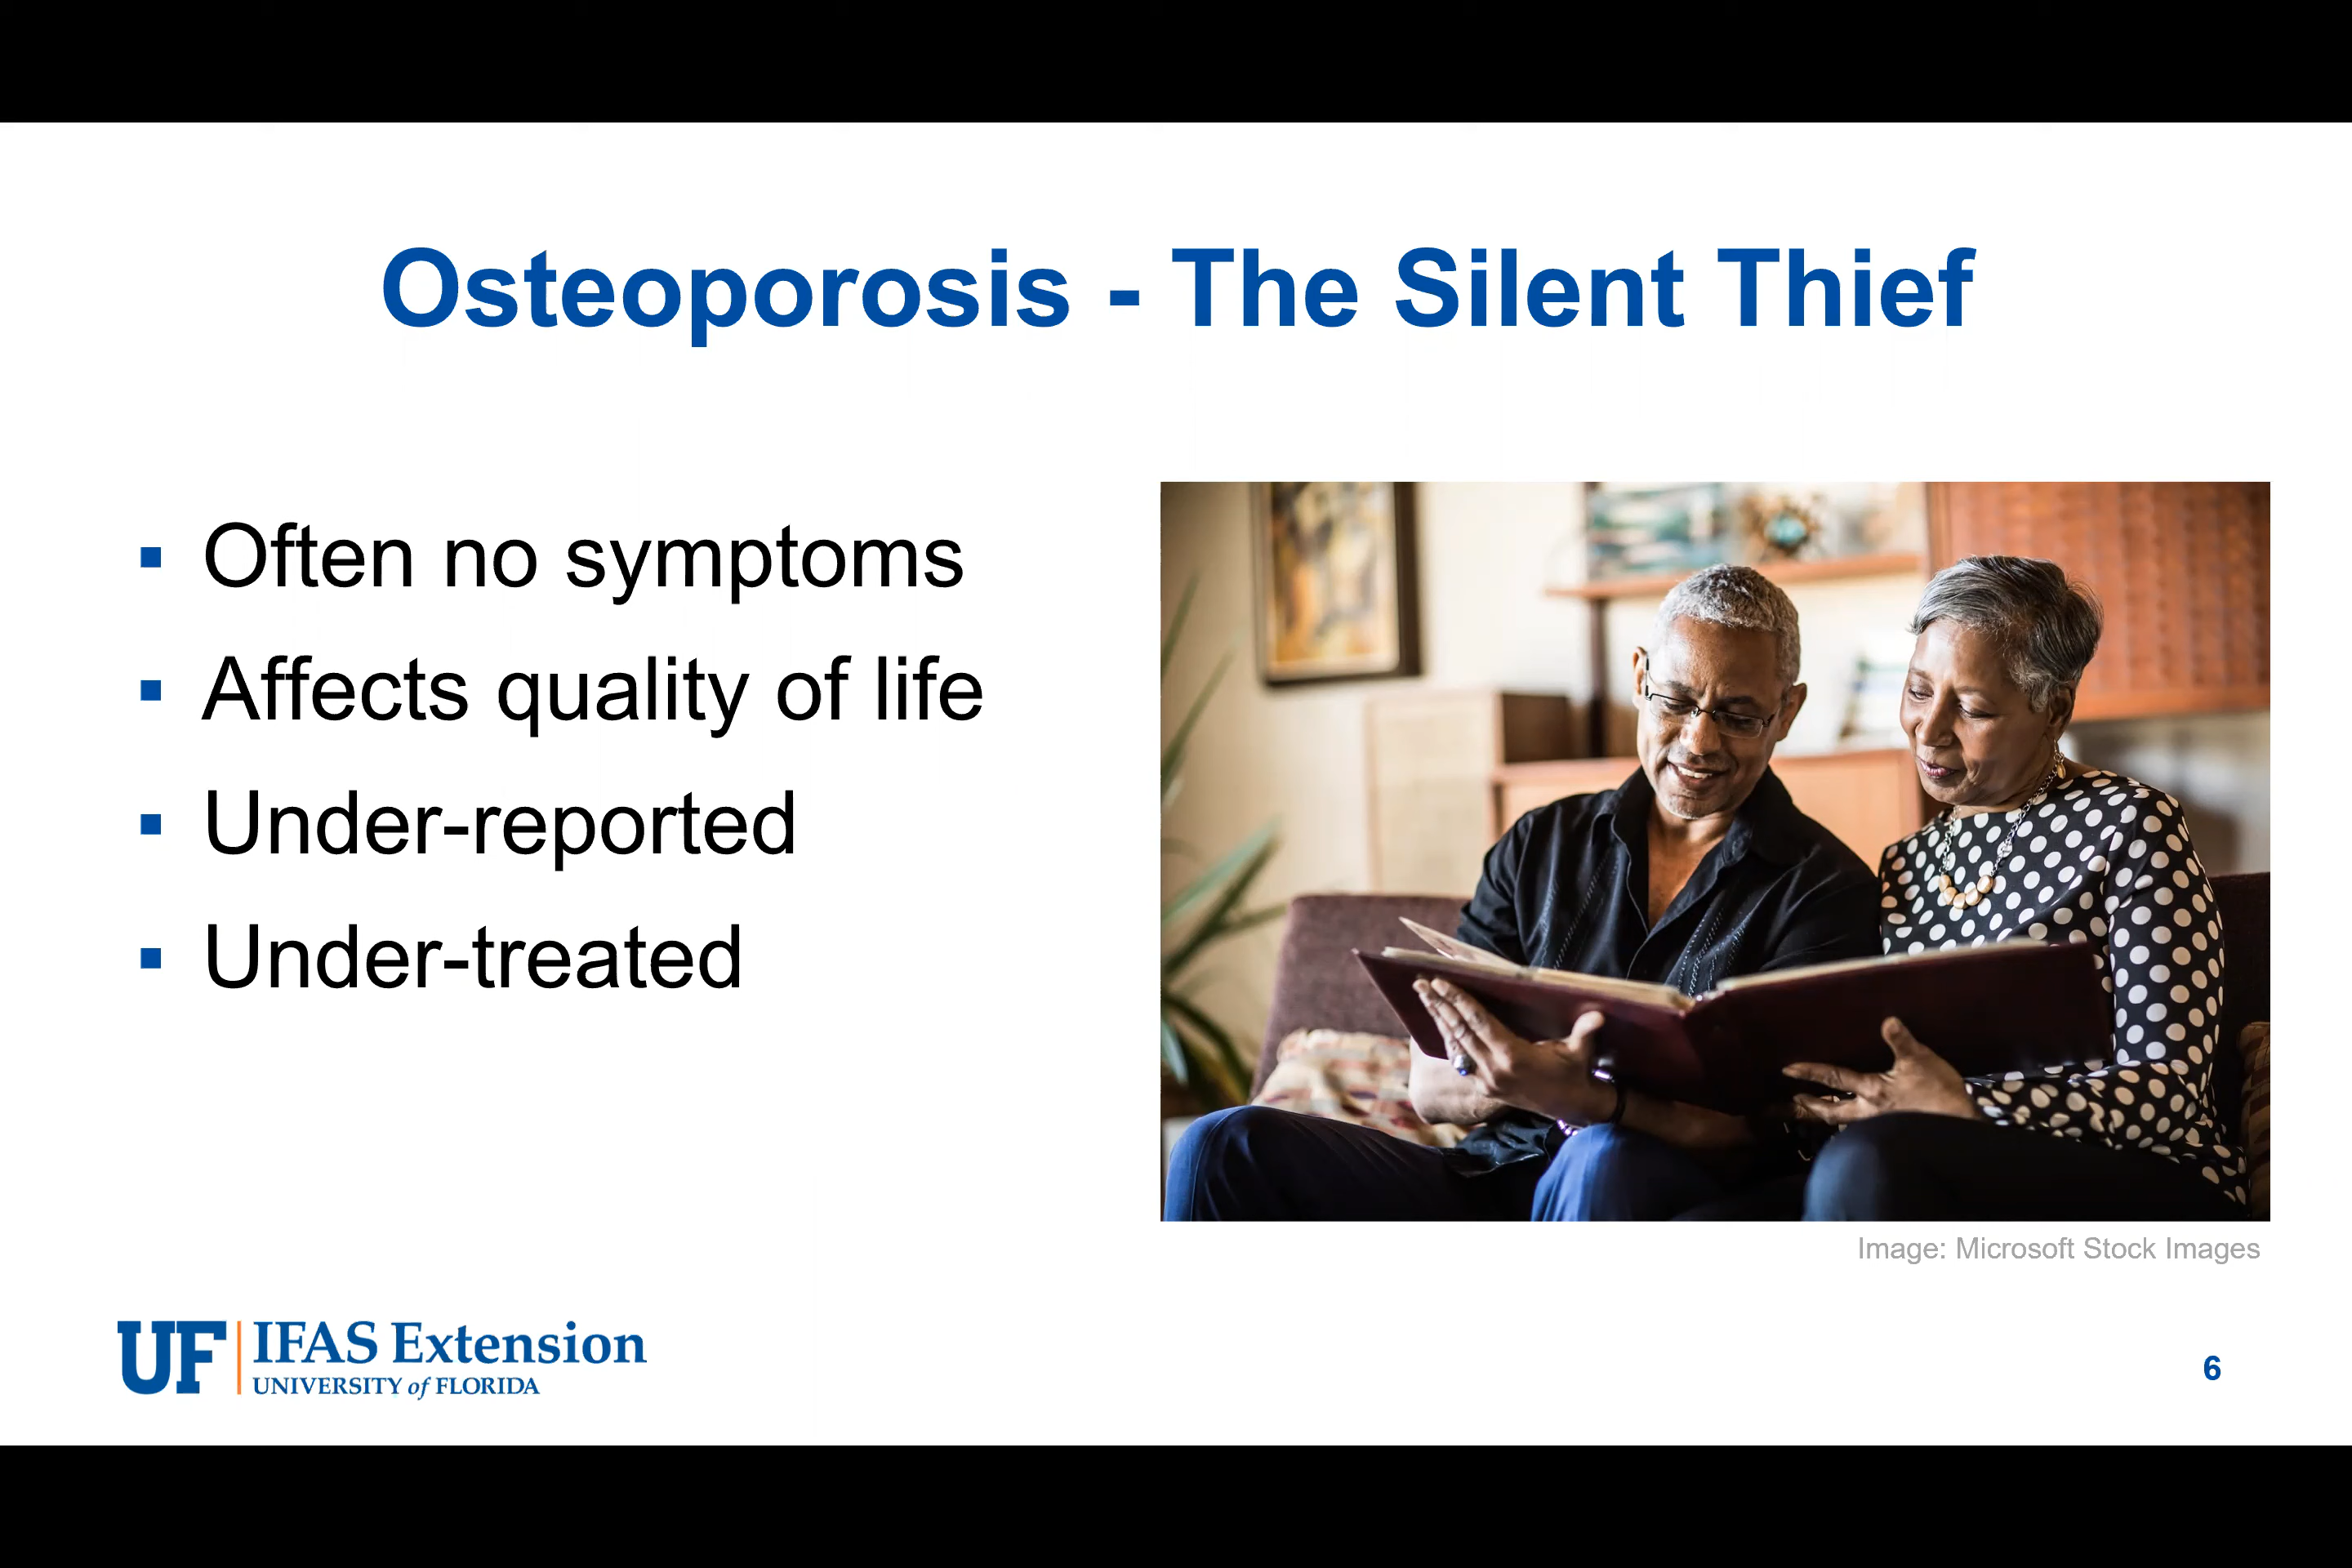 Osteoporosis - The Silent Thief
▪ Often no symptoms
▪ Affects quality of life
▪ Under-reported
▪ Under-treated
Image: Microsoft Stock Images
UF IFAS Extension
UNIVERSITY of FLORIDA
6